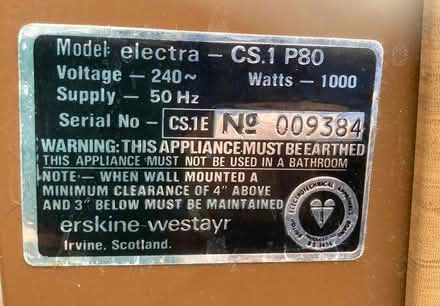 Model electra – CS.1 P80
Voltage – 240~ Watts – 1000
Supply – 50 Hz
Serial No – CS.1E Nº 009384
WARNING: THIS APPLIANCE MUST BE EARTHED
THIS APPLIANCE MUST NOT BE USED IN A BATHROOM
NOTE – WHEN WALL MOUNTED A
MINIMUM CLEARANCE OF 4" ABOVE
AND 3" BELOW MUST BE MAINTAINED
erskine-westayr
Irvine. Scotland.